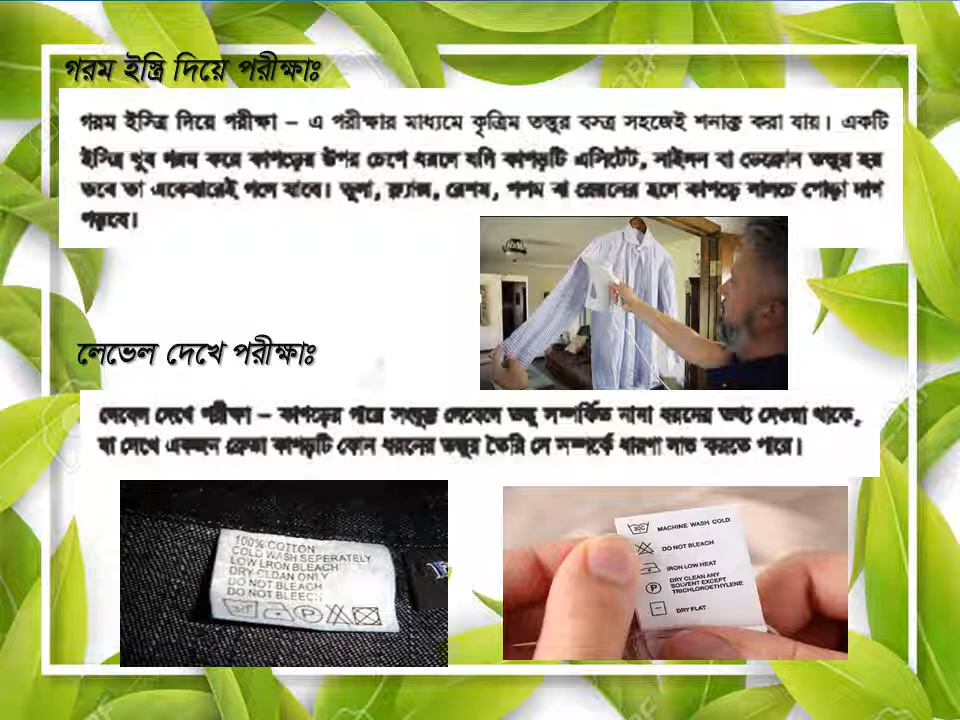 গরম ইস্ত্রি দিয়ে পরীক্ষাঃ
গরম ইস্ত্রি দিয়ে পরীক্ষা – এ পরীক্ষার মাধ্যমে কৃত্রিম তন্তুর বস্ত্র সহজেই শনাক্ত করা যায়। একটি
ইস্ত্রি খুব গরম করে কাপড়ের উপর চেপে ধরলে যদি কাপড়টি এসিটেট, নাইলন বা ডেক্রোন তন্তুর হয়
তবে তা একেবারেই গলে যাবে। তুলা, ফ্ল্যাক্স, রেশম, পশম বা রেয়নের হলে কাপড়ে লালচে পোড়া দাগ
পড়বে।
লেভেল দেখে পরীক্ষাঃ
লেবেল দেখে পরীক্ষা – কাপড়ের গায়ে সংযুক্ত লেবেলে তন্তু সম্পর্কিত নানা ধরনের তথ্য দেওয়া থাকে,
যা দেখে একজন ক্রেতা কাপড়টি কোন ধরনের তন্তুর তৈরি সে সম্পর্কে ধারণা লাভ করতে পারে।
100% COTTON
COLD WASH SEPERATELY
LOW LRON BLEACH
DRY CLDAN ONLY
DO NOT BLEACH
DO NOT BLEECH
MACHINE WASH COLD
DO NOT BLEACH
IRON LOW HEAT
DRY CLEAN ANY
SOLVENT EXCEPT
TRICHLOROETHYLENE
DRY FLAT